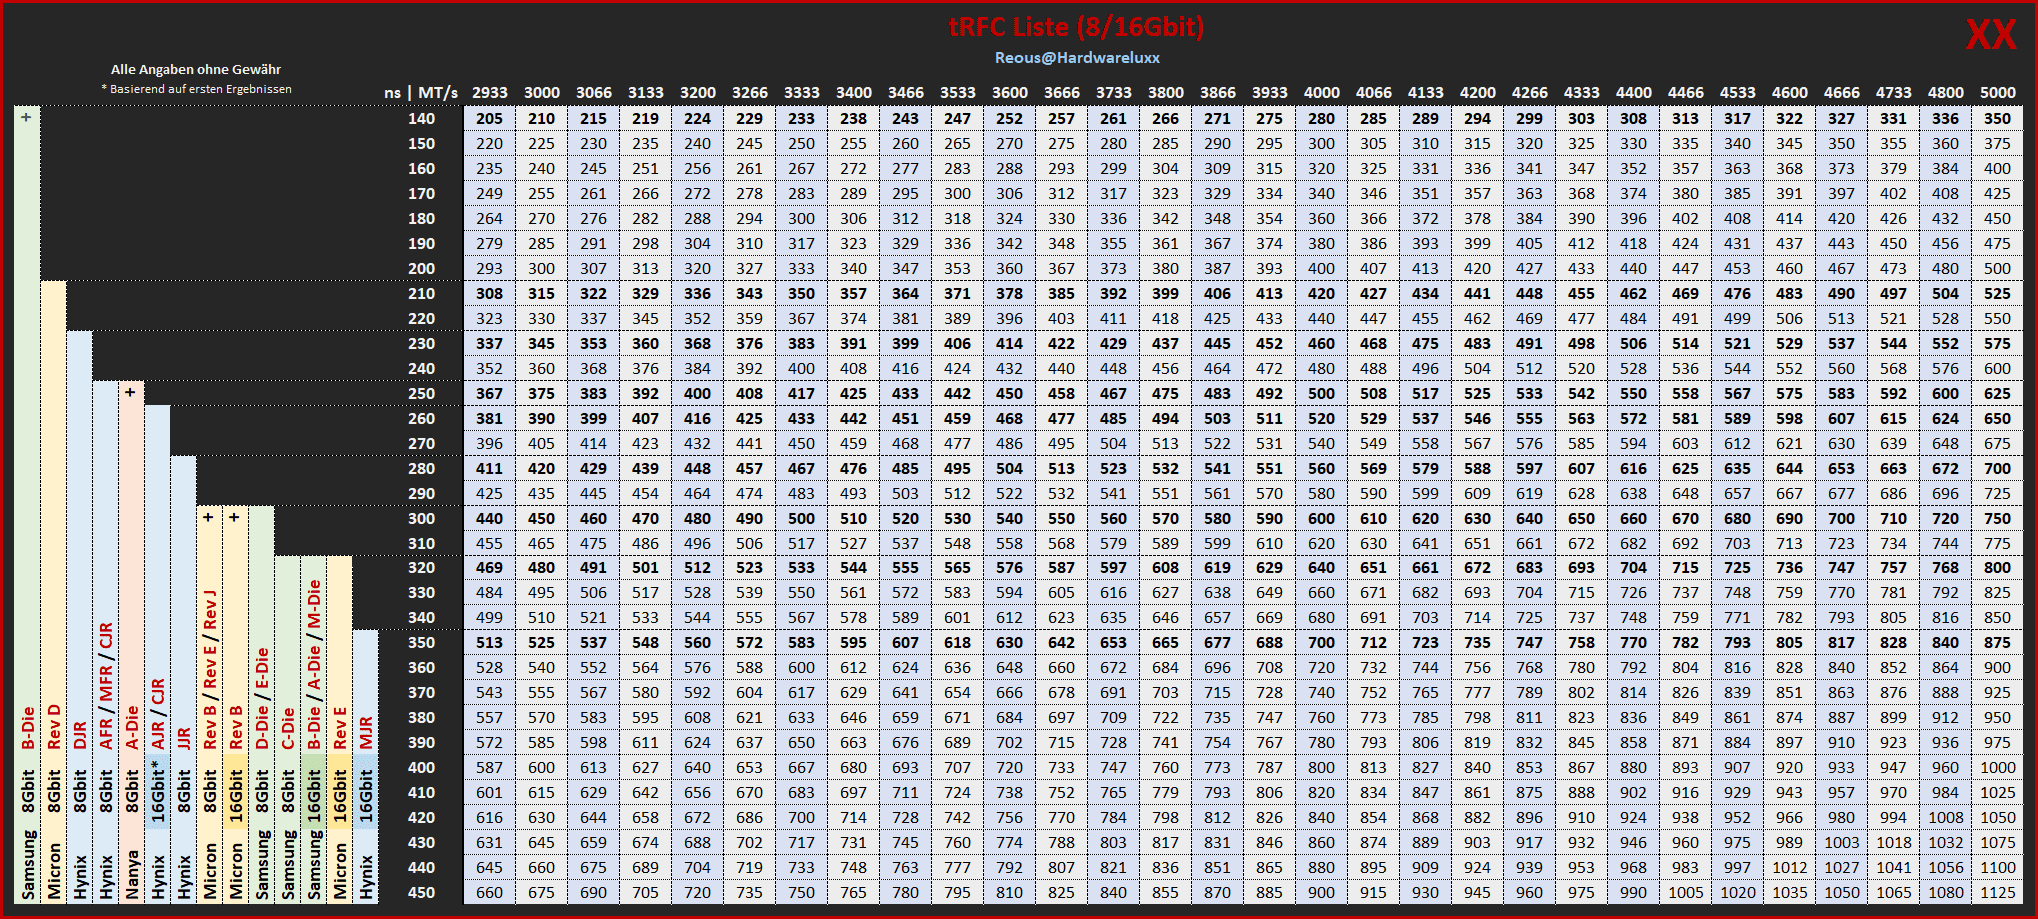 tRFC Liste (8/16Gbit)
XX
Reous@Hardwareluxx
Alle Angaben ohne Gewähr
* Basierend auf ersten Ergebnissen
ns | MT/s 2933 3000 3066 3133 3200 3266 3333 3400 3466 3533 3600 3666 3733 3800 3866 3933 4000 4066 4133 4200 4266 4333 4400 4466 4533 4600 4666 4733 4800 5000
+ 140 205 210 215 219 224 229 233 238 243 247 252 257 261 266 271 275 280 285 289 294 299 303 308 313 317 322 327 331 336 350
150 220 225 230 235 240 245 250 255 260 265 270 275 280 285 290 295 300 305 310 315 320 325 330 335 340 345 350 355 360 375
160 235 240 245 251 256 261 267 272 277 283 288 293 299 304 309 315 320 325 331 336 341 347 352 357 363 368 373 379 384 400
170 249 255 261 266 272 278 283 289 295 300 306 312 317 323 329 334 340 346 351 357 363 368 374 380 385 391 397 402 408 425
180 264 270 276 282 288 294 300 306 312 318 324 330 336 342 348 354 360 366 372 378 384 390 396 402 408 414 420 426 432 450
190 279 285 291 298 304 310 317 323 329 336 342 348 355 361 367 374 380 386 393 399 405 412 418 424 431 437 443 450 456 475
200 293 300 307 313 320 327 333 340 347 353 360 367 373 380 387 393 400 407 413 420 427 433 440 447 453 460 467 473 480 500
210 308 315 322 329 336 343 350 357 364 371 378 385 392 399 406 413 420 427 434 441 448 455 462 469 476 483 490 497 504 525
220 323 330 337 345 352 359 367 374 381 389 396 403 411 418 425 433 440 447 455 462 469 477 484 491 499 506 513 521 528 550
230 337 345 353 360 368 376 383 391 399 406 414 422 429 437 445 452 460 468 475 483 491 498 506 514 521 529 537 544 552 575
240 352 360 368 376 384 392 400 408 416 424 432 440 448 456 464 472 480 488 496 504 512 520 528 536 544 552 560 568 576 600
+ 250 367 375 383 392 400 408 417 425 433 442 450 458 467 475 483 492 500 508 517 525 533 542 550 558 567 575 583 592 600 625
260 381 390 399 407 416 425 433 442 451 459 468 477 485 494 503 511 520 529 537 546 555 563 572 581 589 598 607 615 624 650
270 396 405 414 423 432 441 450 459 468 477 486 495 504 513 522 531 540 549 558 567 576 585 594 603 612 621 630 639 648 675
280 411 420 429 439 448 457 467 476 485 495 504 513 523 532 541 551 560 569 579 588 597 607 616 625 635 644 653 663 672 700
290 425 435 445 454 464 474 483 493 503 512 522 532 541 551 561 570 580 590 599 609 619 628 638 648 657 667 677 686 696 725
+ + 300 440 450 460 470 480 490 500 510 520 530 540 550 560 570 580 590 600 610 620 630 640 650 660 670 680 690 700 710 720 750
310 455 465 475 486 496 506 517 527 537 548 558 568 579 589 599 610 620 630 641 651 661 672 682 692 703 713 723 734 744 775
320 469 480 491 501 512 523 533 544 555 565 576 587 597 608 619 629 640 651 661 672 683 693 704 715 725 736 747 757 768 800
330 484 495 506 517 528 539 550 561 572 583 594 605 616 627 638 649 660 671 682 693 704 715 726 737 748 759 770 781 792 825
340 499 510 521 533 544 555 567 578 589 601 612 623 635 646 657 669 680 691 703 714 725 737 748 759 771 782 793 805 816 850
350 513 525 537 548 560 572 583 595 607 618 630 642 653 665 677 688 700 712 723 735 747 758 770 782 793 805 817 828 840 875
360 528 540 552 564 576 588 600 612 624 636 648 660 672 684 696 708 720 732 744 756 768 780 792 804 816 828 840 852 864 900
370 543 555 567 580 592 604 617 629 641 654 666 678 691 703 715 728 740 752 765 777 789 802 814 826 839 851 863 876 888 925
380 557 570 583 595 608 621 633 646 659 671 684 697 709 722 735 747 760 773 785 798 811 823 836 849 861 874 887 899 912 950
390 572 585 598 611 624 637 650 663 676 689 702 715 728 741 754 767 780 793 806 819 832 845 858 871 884 897 910 923 936 975
400 587 600 613 627 640 653 667 680 693 707 720 733 747 760 773 787 800 813 827 840 853 867 880 893 907 920 933 947 960 1000
410 601 615 629 642 656 670 683 697 711 724 738 752 765 779 793 806 820 834 847 861 875 888 902 916 929 943 957 970 984 1025
420 616 630 644 658 672 686 700 714 728 742 756 770 784 798 812 826 840 854 868 882 896 910 924 938 952 966 980 994 1008 1050
430 631 645 659 674 688 702 717 731 745 760 774 788 803 817 831 846 860 874 889 903 917 932 946 960 975 989 1003 1018 1032 1075
440 645 660 675 689 704 719 733 748 763 777 792 807 821 836 851 865 880 895 909 924 939 953 968 983 997 1012 1027 1041 1056 1100
450 660 675 690 705 720 735 750 765 780 795 810 825 840 855 870 885 900 915 930 945 960 975 990 1005 1020 1035 1050 1065 1080 1125
Samsung 8Gbit B-Die
Micron 8Gbit Rev D
Hynix 8Gbit DJR
Hynix 8Gbit AFR / MFR / CJR
Nanya 8Gbit A-Die
Hynix 16Gbit* AJR / CJR
Hynix 8Gbit JJR
Micron 8Gbit Rev B / Rev E / Rev J
Micron 16Gbit Rev B
Samsung 8Gbit D-Die / E-Die
Samsung 8Gbit C-Die
Samsung 16Gbit B-Die / A-Die / M-Die
Micron 16Gbit Rev E
Hynix 16Gbit MJR